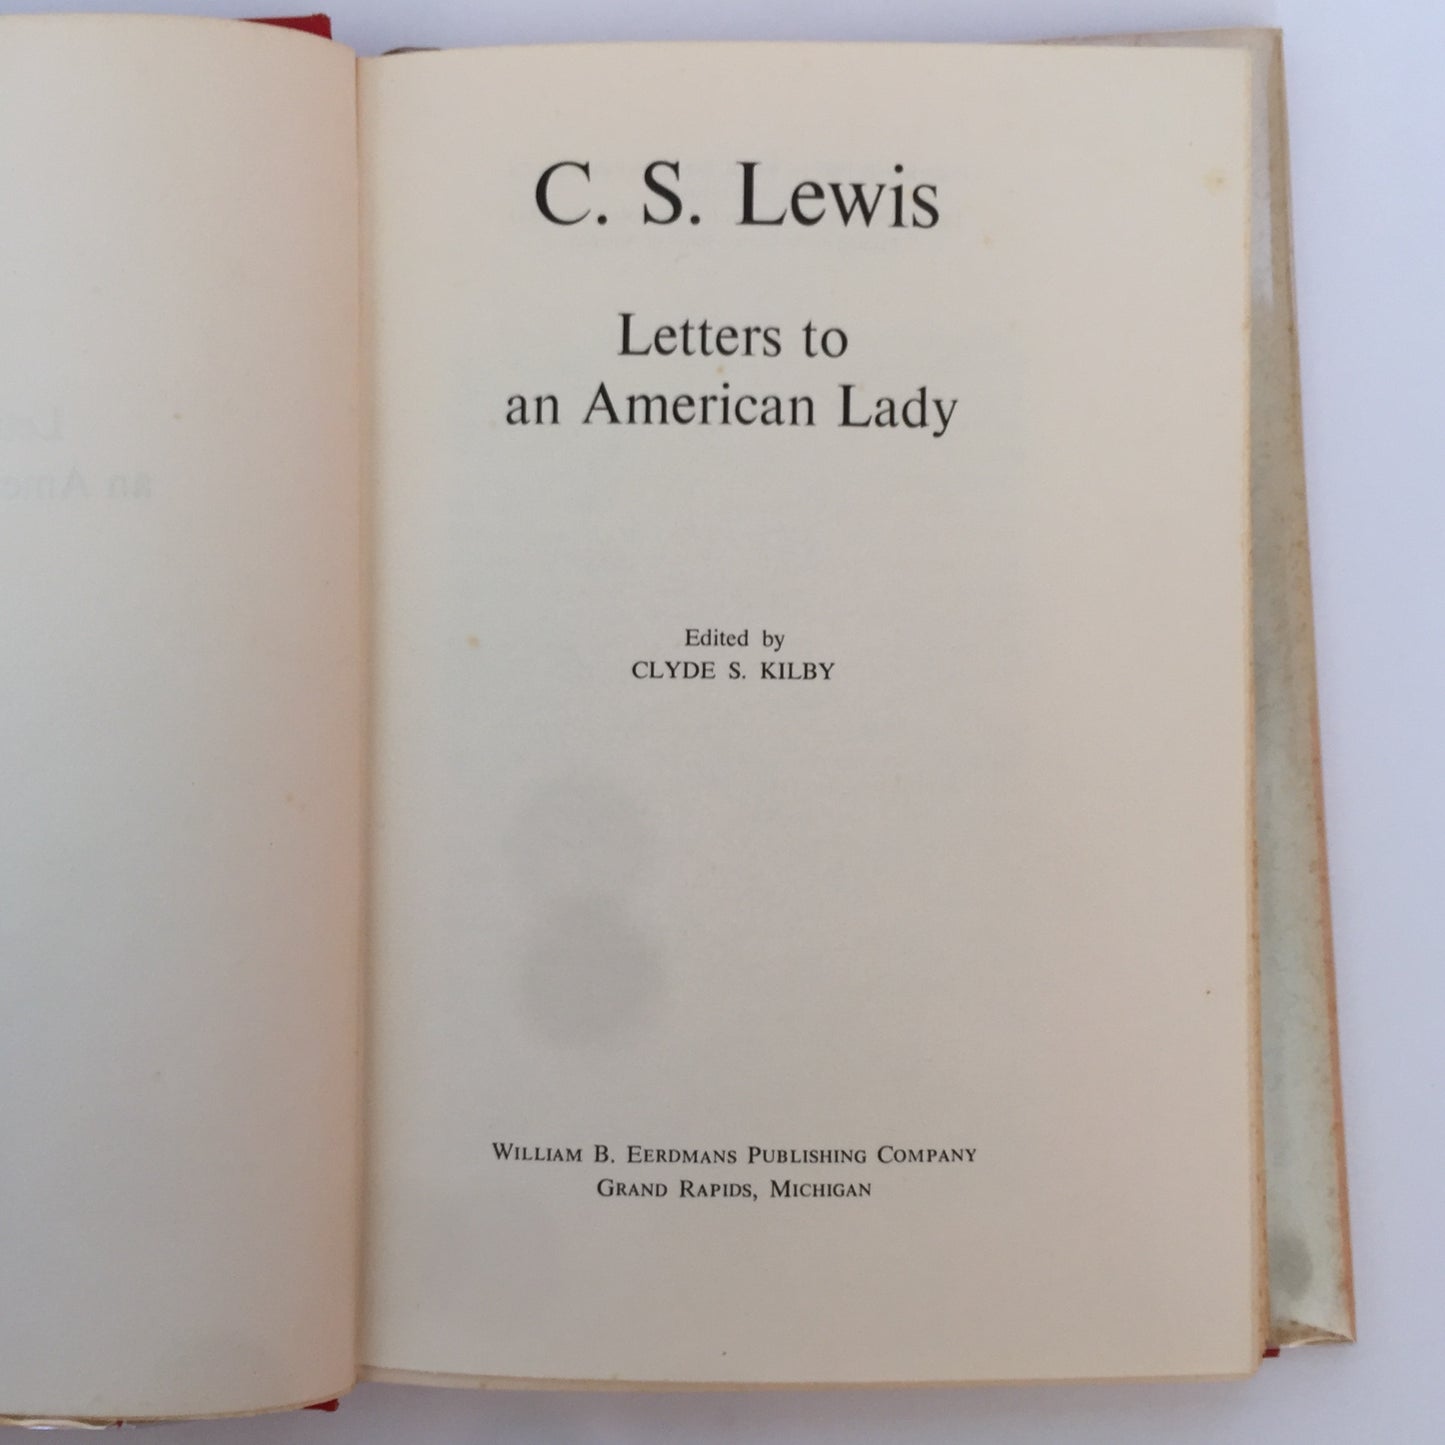 C. S. Lewis
Letters to
an American Lady
Edited by
CLYDE S. KILBY
WILLIAM B. EERDMANS PUBLISHING COMPANY
GRAND RAPIDS, MICHIGAN